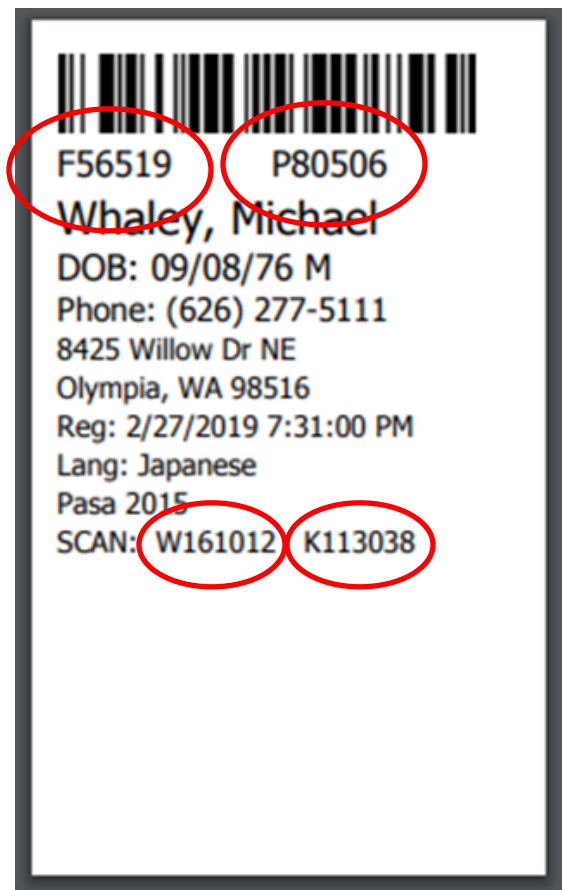 F56519 P80506
Whaley, Michael
DOB: 09/08/76 M
Phone: (626) 277-5111
8425 Willow Dr NE
Olympia, WA 98516
Reg: 2/27/2019 7:31:00 PM
Lang: Japanese
Pasa 2015
SCAN: W161012 K113038